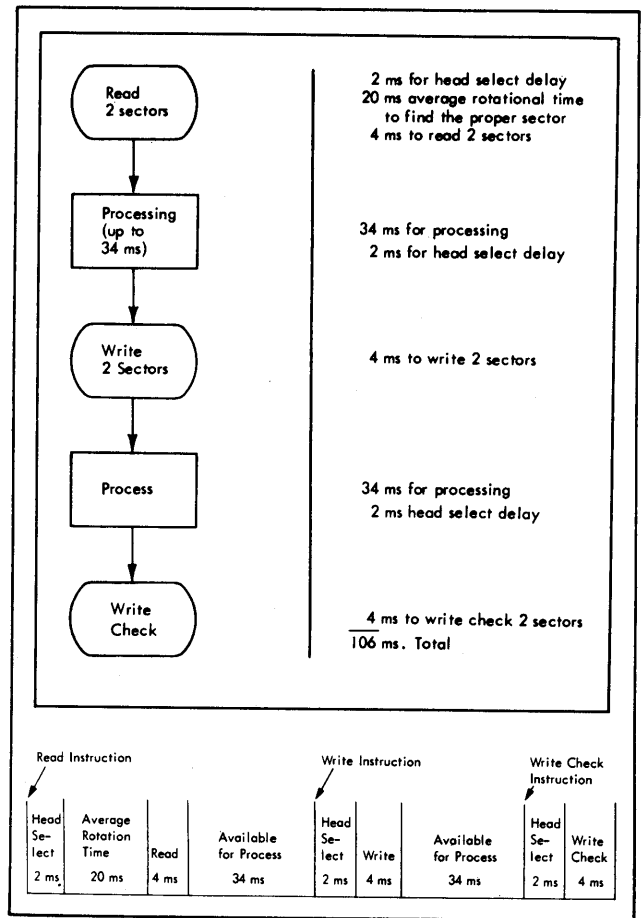 Read
2 sectors
2 ms for head select delay
20 ms average rotational time
to find the proper sector
4 ms to read 2 sectors
Processing
(up to
34 ms)
34 ms for processing
2 ms for head select delay
Write
2 Sectors
4 ms to write 2 sectors
Process
34 ms for processing
2 ms head select delay
Write
Check
4 ms to write check 2 sectors
106 ms. Total
Read Instruction
Write Instruction
Write Check
Instruction
Head
Se-
lect
2 ms
Average
Rotation
Time
20 ms
Read
4 ms
Available
for Process
34 ms
Head
Se-
lect
2 ms
Write
4 ms
Available
for Process
34 ms
Head
Se-
lect
2 ms
Write
Check
4 ms